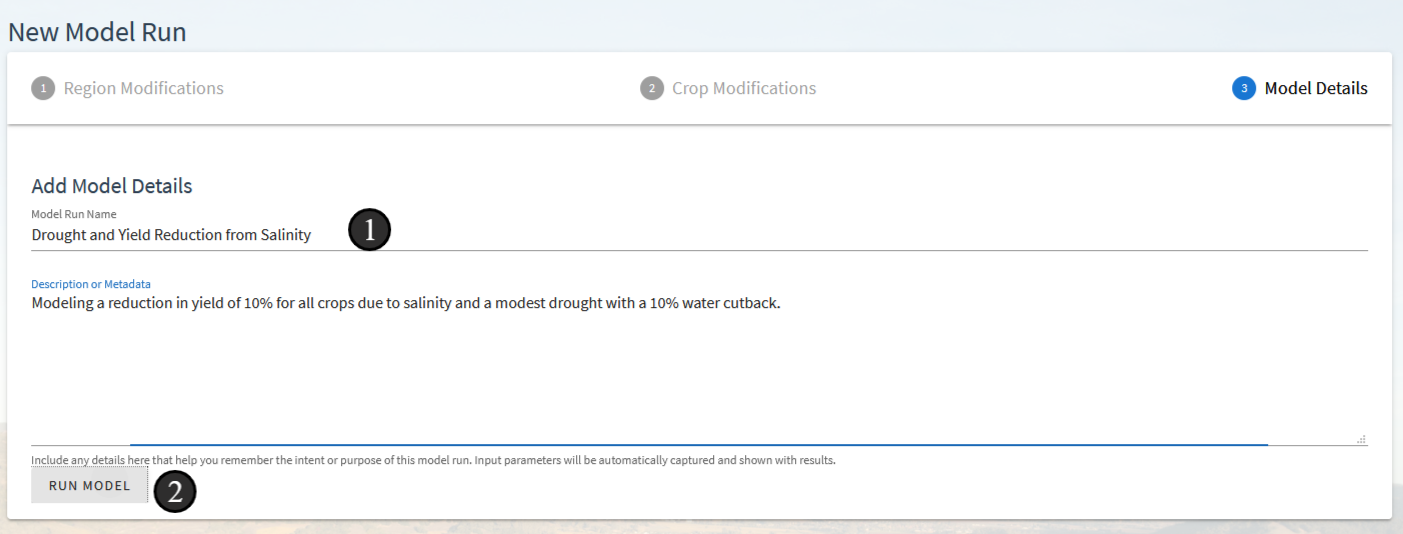 New Model Run
1 Region Modifications
2 Crop Modifications
3 Model Details
Add Model Details
Model Run Name
Drought and Yield Reduction from Salinity
1
Description or Metadata
Modeling a reduction in yield of 10% for all crops due to salinity and a modest drought with a 10% water cutback.
Include any details here that help you remember the intent or purpose of this model run. Input parameters will be automatically captured and shown with results.
RUN MODEL
2